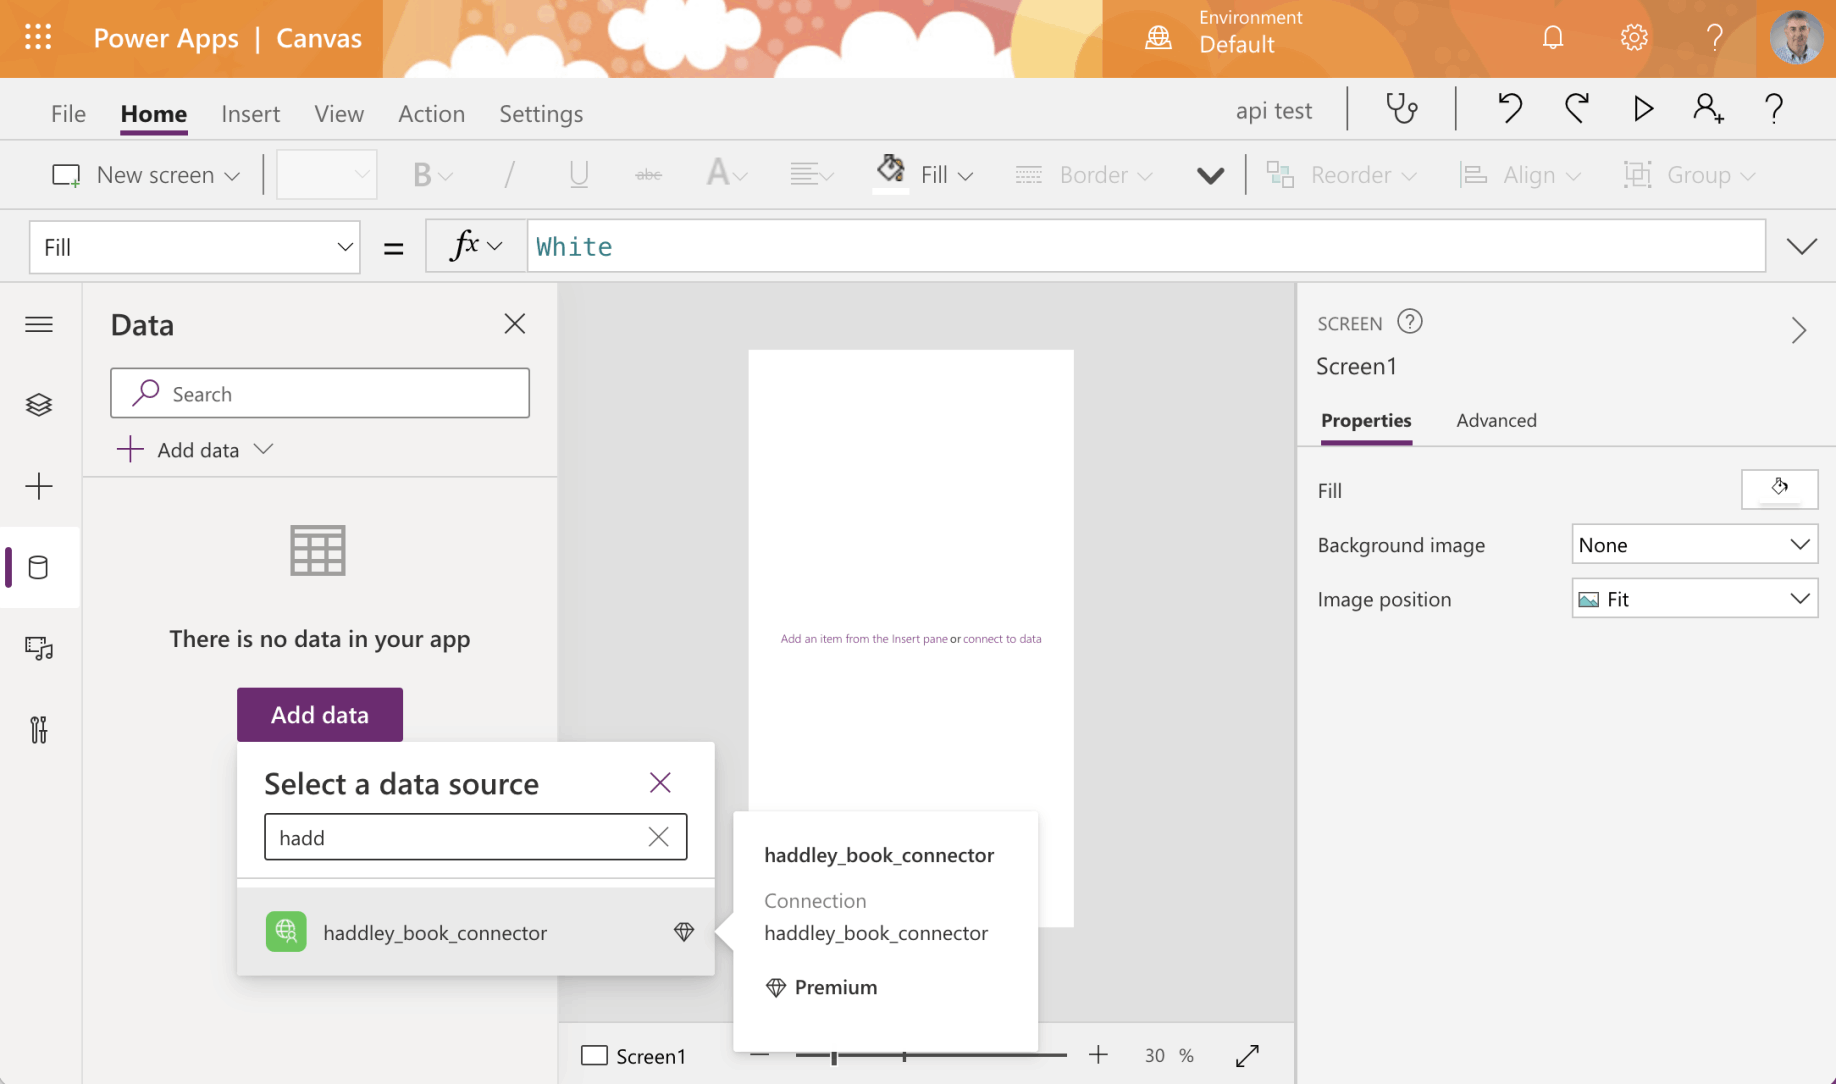 Power Apps | Canvas
Environment
Default
File Home Insert View Action Settings
api test
New screen
B / U abc A
Fill
Border
Reorder
Align
Group
Fill
= fx White
Data
Search
Add data
There is no data in your app
Add data
Select a data source
hadd
haddley_book_connector
haddley_book_connector
Connection
haddley_book_connector
Premium
Add an item from the Insert pane or connect to data
Screen1
30 %
SCREEN
Screen1
Properties Advanced
Fill
Background image None
Image position Fit